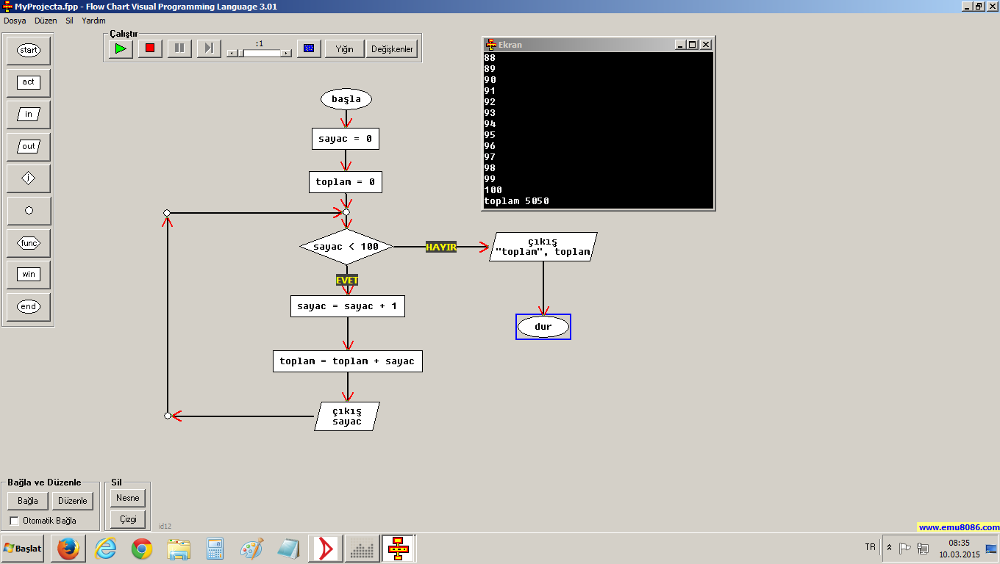 MyProjecta.fpp - Flow Chart Visual Programming Language 3.01
Dosya Düzen Sil Yardım
start
act
in
out
j
func
win
end
Çalıştır
:1
Yığın
Değişkenler
başla
sayac = 0
toplam = 0
sayac < 100
HAYIR
çıkış
"toplam", toplam
dur
EVET
sayac = sayac + 1
toplam = toplam + sayac
çıkış
sayac
Ekran
88
89
90
91
92
93
94
95
96
97
98
99
100
toplam 5050
Bağla ve Düzenle
Bağla
Düzenle
Otomatik Bağla
Sil
Nesne
Çizgi
id12
www.emu8086.com
Başlat
TR
08:35
10.03.2015